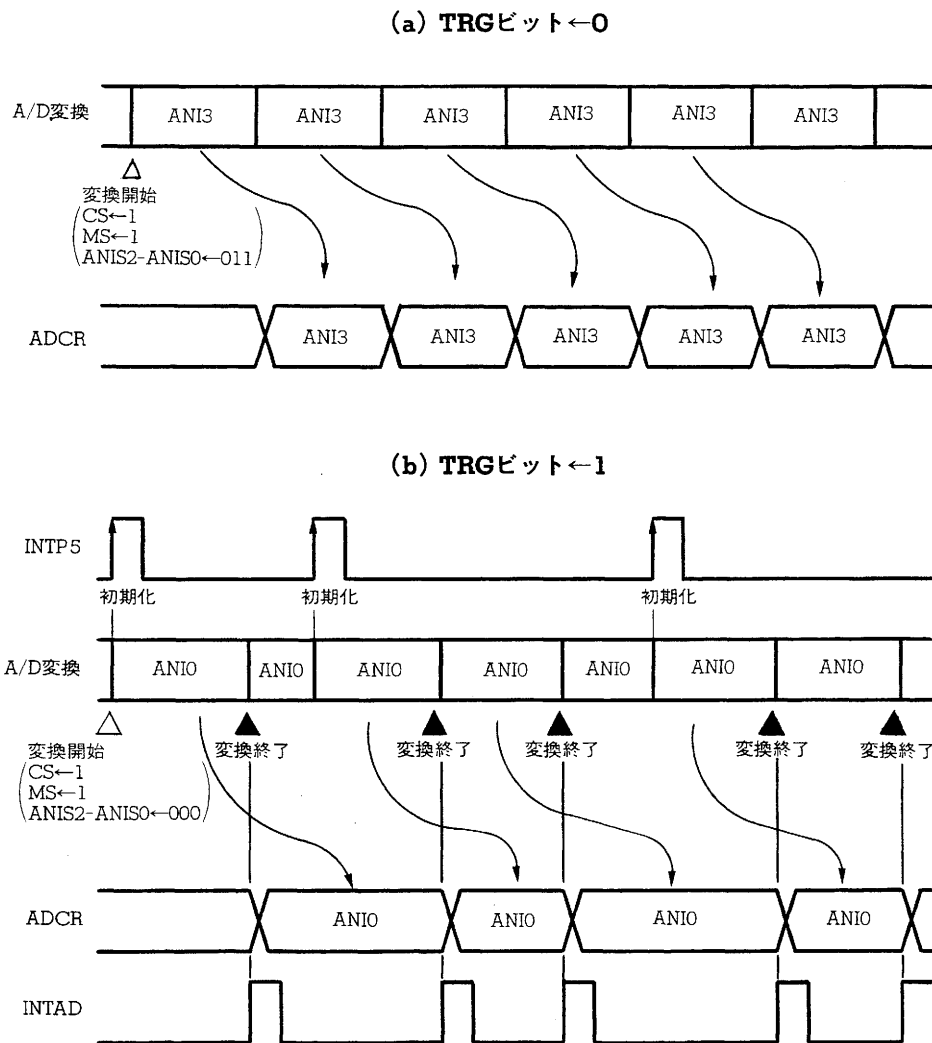 (a) TRGビット←0
A/D変換 ANI3 ANI3 ANI3 ANI3 ANI3 ANI3
変換開始
CS←1
MS←1
ANIS2-ANIS0←011
ADCR ANI3 ANI3 ANI3 ANI3 ANI3
(b) TRGビット←1
INTP5
初期化 初期化 初期化
A/D変換 ANI0 ANI0 ANI0 ANI0 ANI0 ANI0 ANI0
変換開始 変換終了 変換終了 変換終了 変換終了 変換終了
CS←1
MS←1
ANIS2-ANIS0←000
ADCR ANI0 ANI0 ANI0 ANI0
INTAD